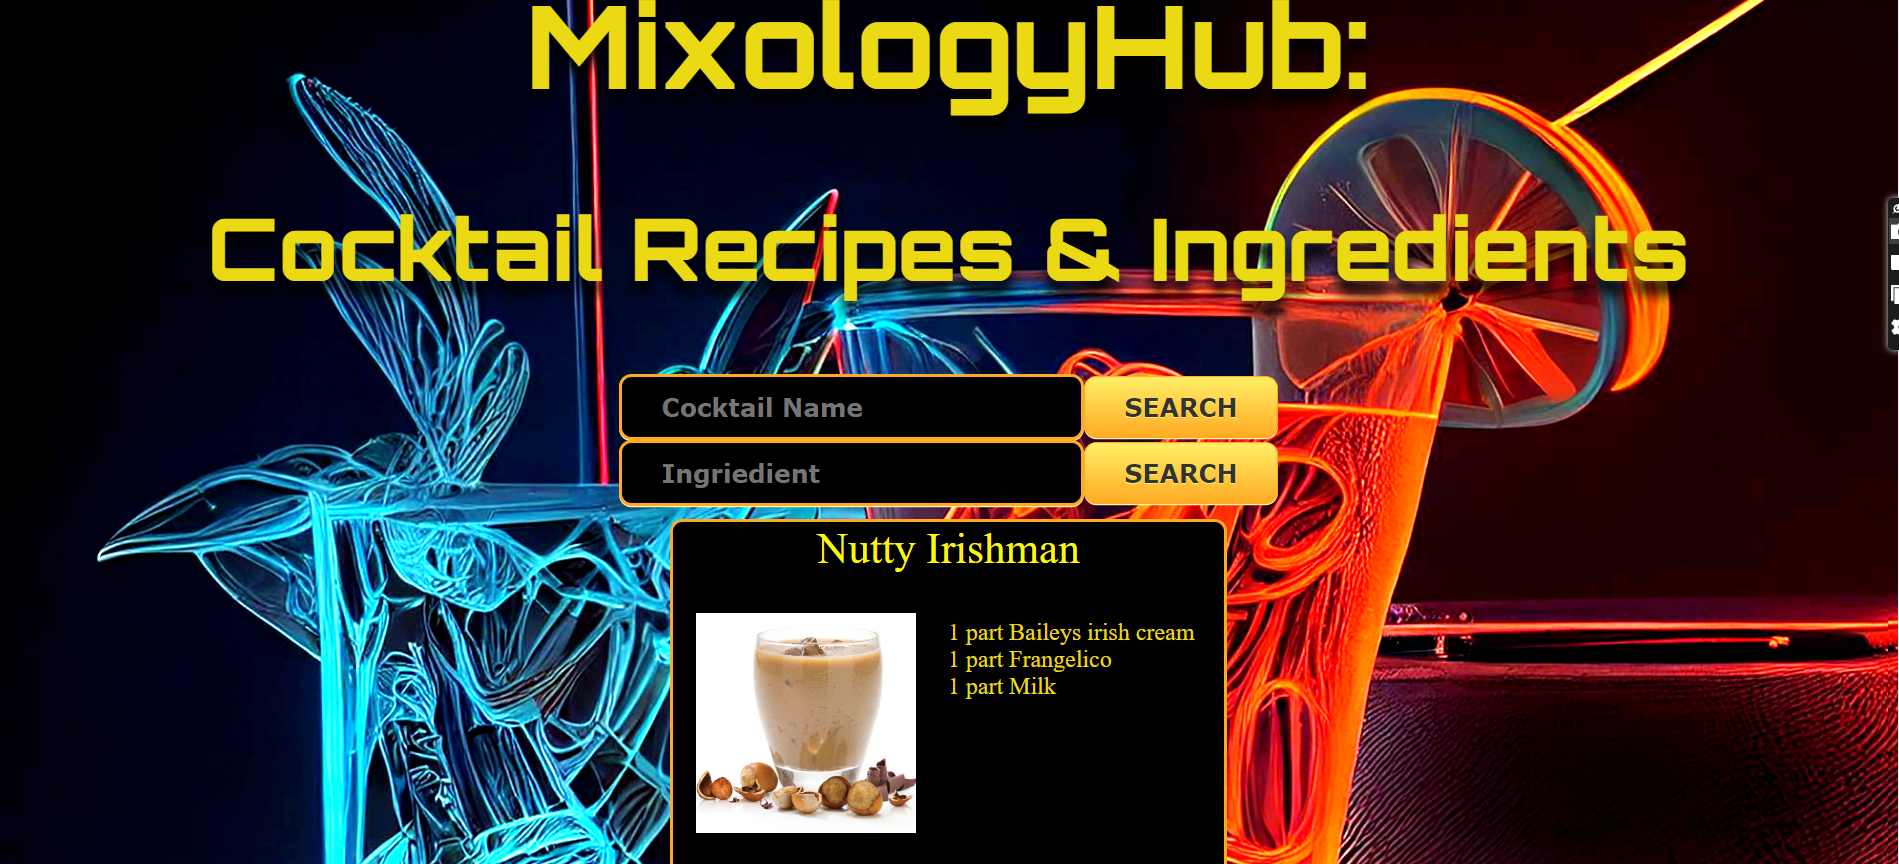 MixologyHub:
Cocktail Recipes & Ingredients
Cocktail Name
SEARCH
Ingriedient
SEARCH
Nutty Irishman
1 part Baileys irish cream
1 part Frangelico
1 part Milk